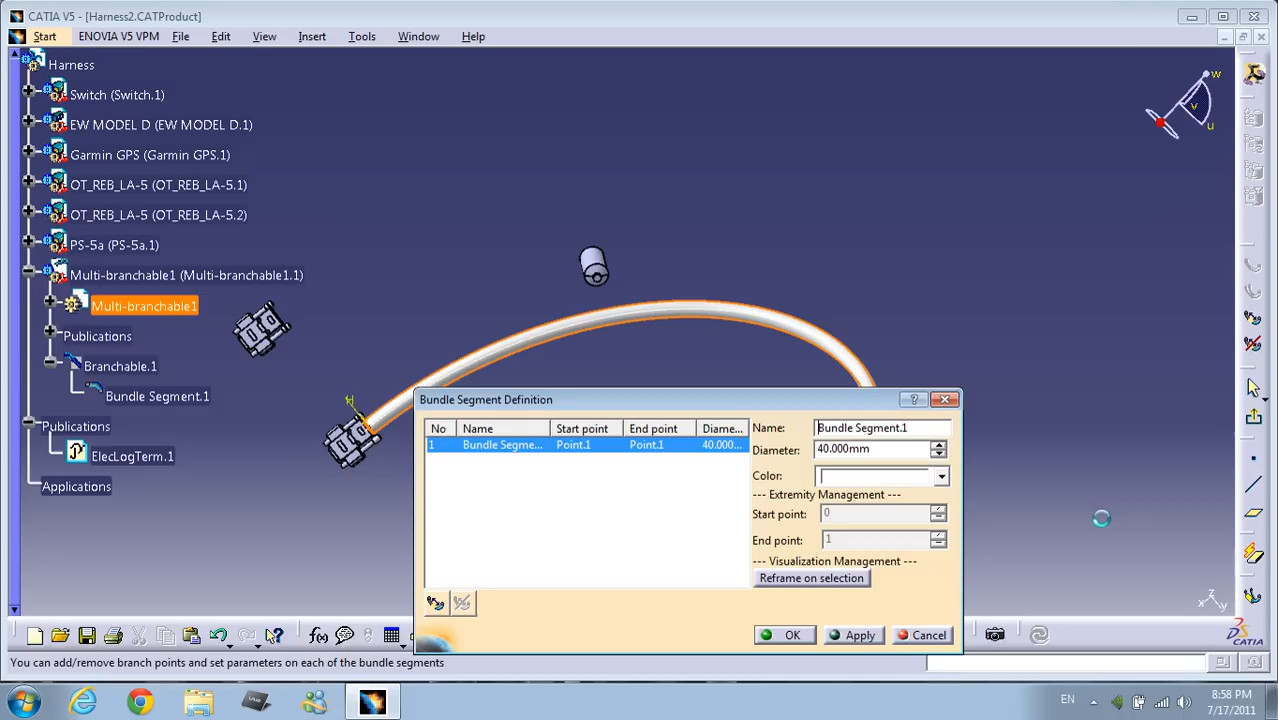 CATIA V5 - [Harness2.CATProduct]
Start ENOVIA V5 VPM File Edit View Insert Tools Window Help
Harness
Switch (Switch.1)
EW MODEL D (EW MODEL D.1)
Garmin GPS (Garmin GPS.1)
OT_REB_LA-5 (OT_REB_LA-5.1)
OT_REB_LA-5 (OT_REB_LA-5.2)
PS-5a (PS-5a.1)
Multi-branchable1 (Multi-branchable1.1)
Multi-branchable1
Publications
Branchable.1
Bundle Segment.1
Publications
ElecLogTerm.1
Applications
w
v
u
H
Bundle Segment Definition
No Name Start point End point Diame...
1 Bundle Segme... Point.1 Point.1 40.000...
Name: Bundle Segment.1
Diameter: 40.000mm
Color:
--- Extremity Management ---
Start point: 0
End point: 1
--- Visualization Management ---
Reframe on selection
OK Apply Cancel
z
x y
f(x)
CATIA
You can add/remove branch points and set parameters on each of the bundle segments
EN
8:58 PM
7/17/2011